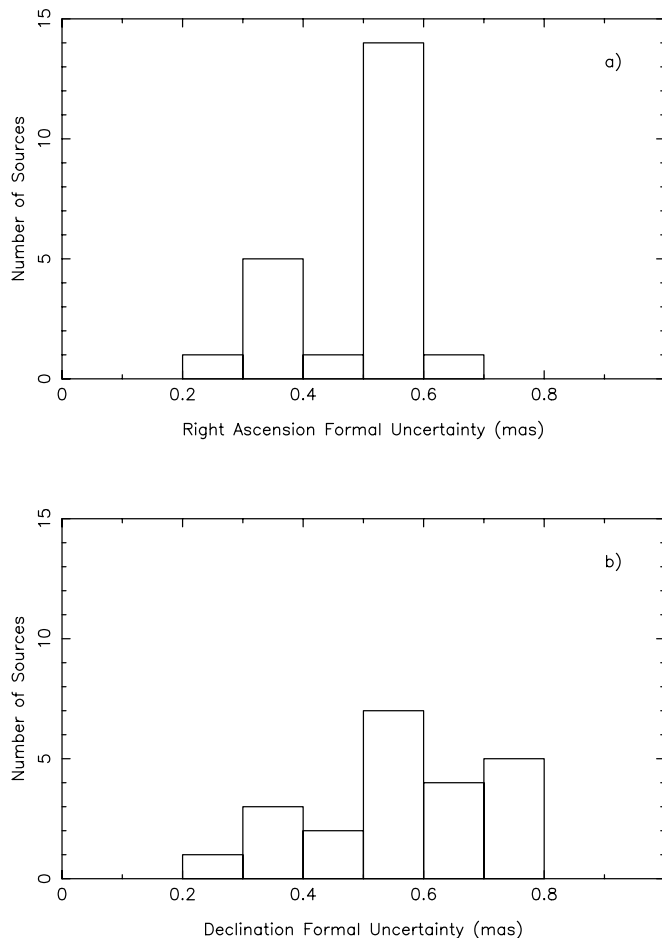 15
a)
10
Number of Sources
5
0
0 0.2 0.4 0.6 0.8
Right Ascension Formal Uncertainty (mas)
15
b)
10
Number of Sources
5
0
0 0.2 0.4 0.6 0.8
Declination Formal Uncertainty (mas)